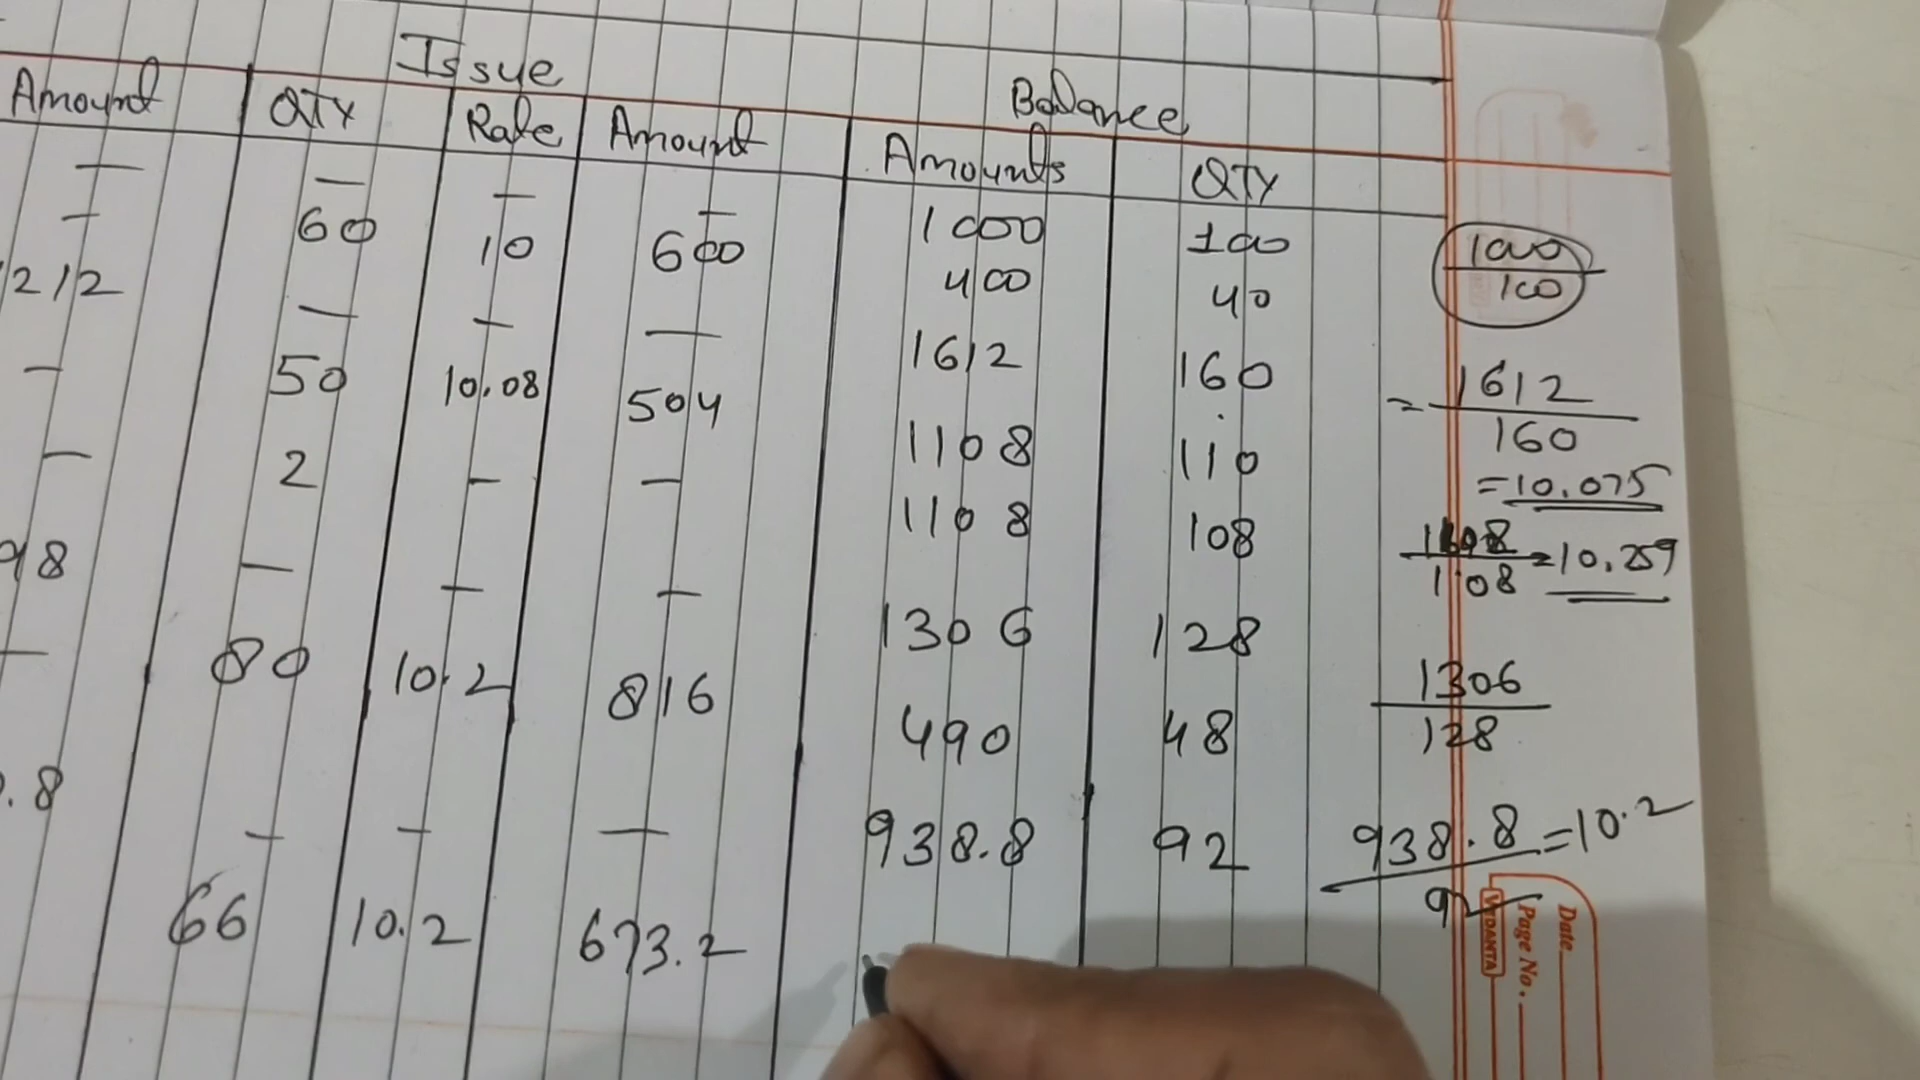 Issue Balance
Amount QTY Rate Amount Amounts QTY
— — — — 1000 100 1000/100
— 60 10 600 400 40
212 — — — 1612 160 = 1612/160
— 50 10.08 504 1108 110 = 10.075
— 2 — — 1108 108 1108/108 = 10.259
98 — — — 1306 128 1306/128
— 80 10.2 816 490 48
.8 — — — 938.8 92 938.8/92 = 10.2
66 10.2 673.2
Date
Page No.
VIDANTA